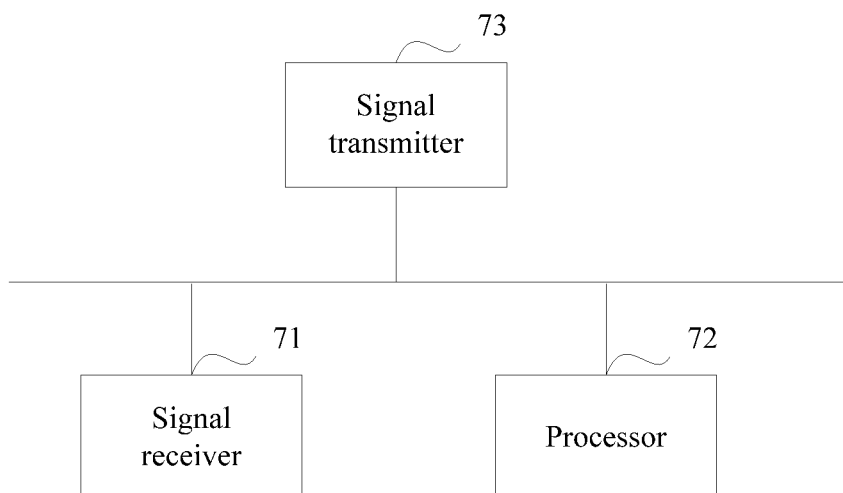 73
Signal
transmitter
71
72
Signal
receiver
Processor